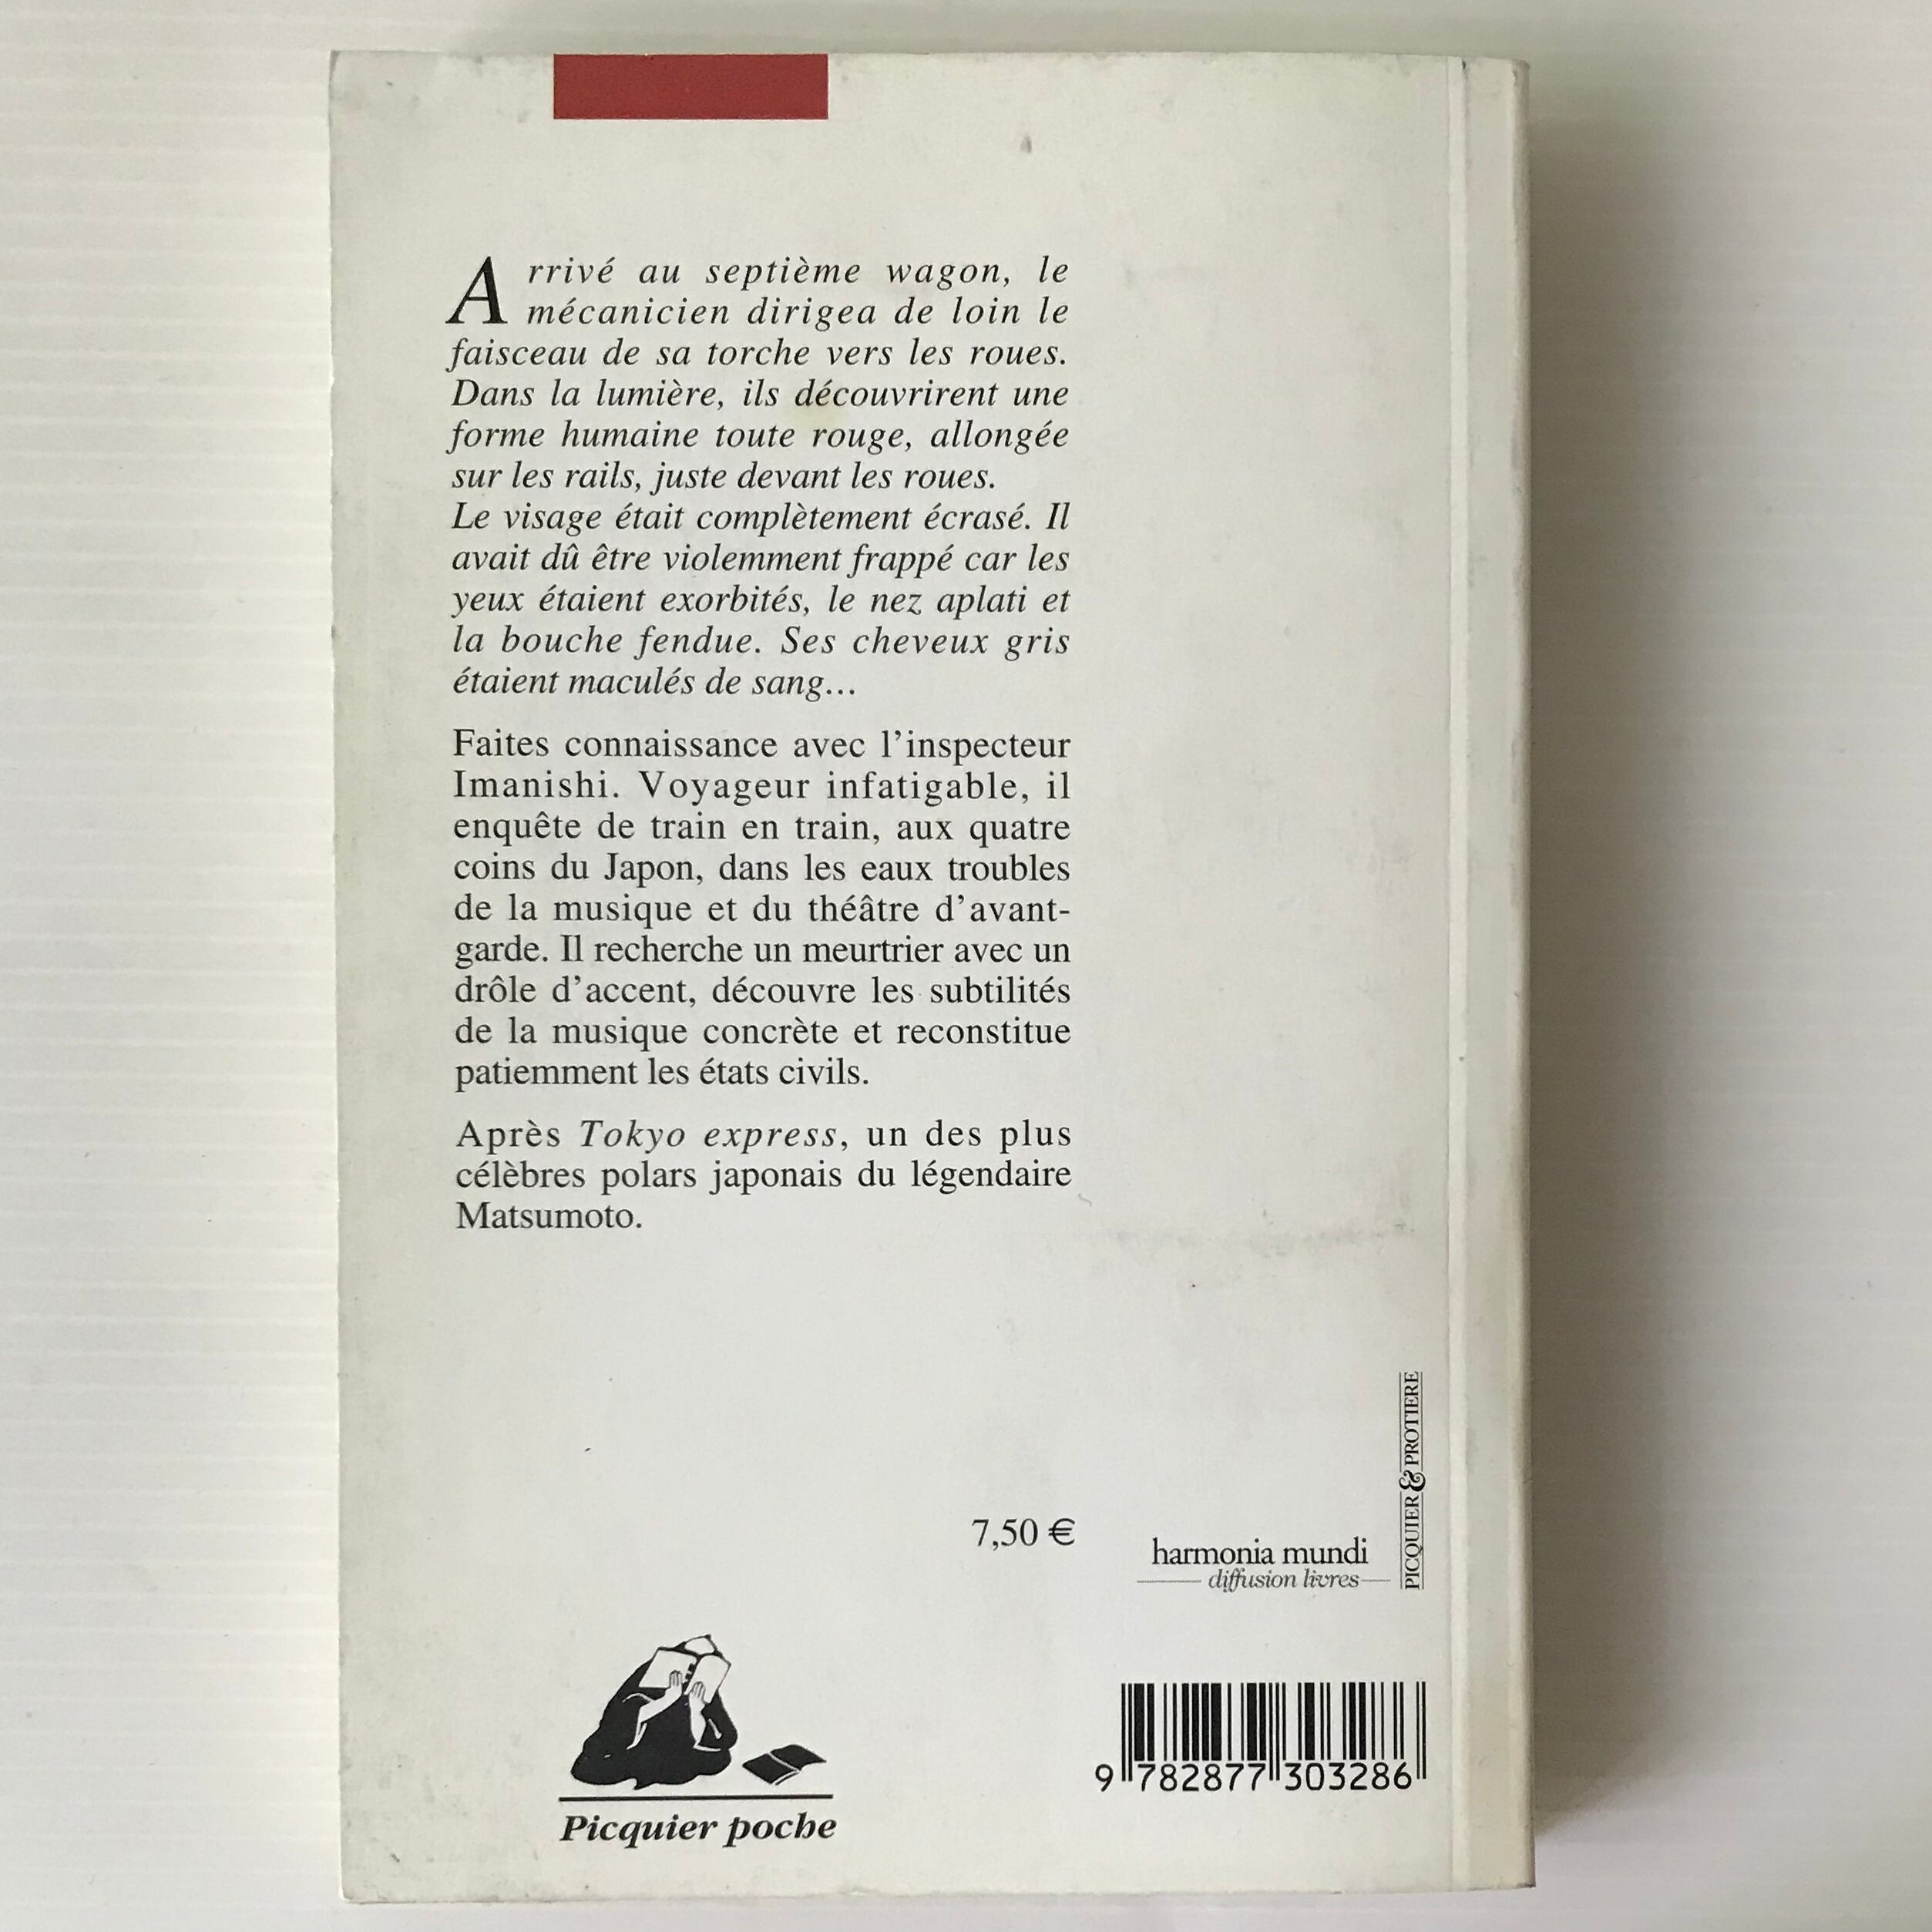 Arrivé au septième wagon, le
mécanicien dirigea de loin le
faisceau de sa torche vers les roues.
Dans la lumière, ils découvrirent une
forme humaine toute rouge, allongée
sur les rails, juste devant les roues.
Le visage était complètement écrasé. Il
avait dû être violemment frappé car les
yeux étaient exorbités, le nez aplati et
la bouche fendue. Ses cheveux gris
étaient maculés de sang...
Faites connaissance avec l'inspecteur
Imanishi. Voyageur infatigable, il
enquête de train en train, aux quatre
coins du Japon, dans les eaux troubles
de la musique et du théâtre d'avant-
garde. Il recherche un meurtrier avec un
drôle d'accent, découvre les subtilités
de la musique concrète et reconstitue
patiemment les états civils.
Après Tokyo express, un des plus
célèbres polars japonais du légendaire
Matsumoto.
7,50 €
harmonia mundi
diffusion livres
PICQUIER & PROTIERE
Picquier poche
9 782877 303286